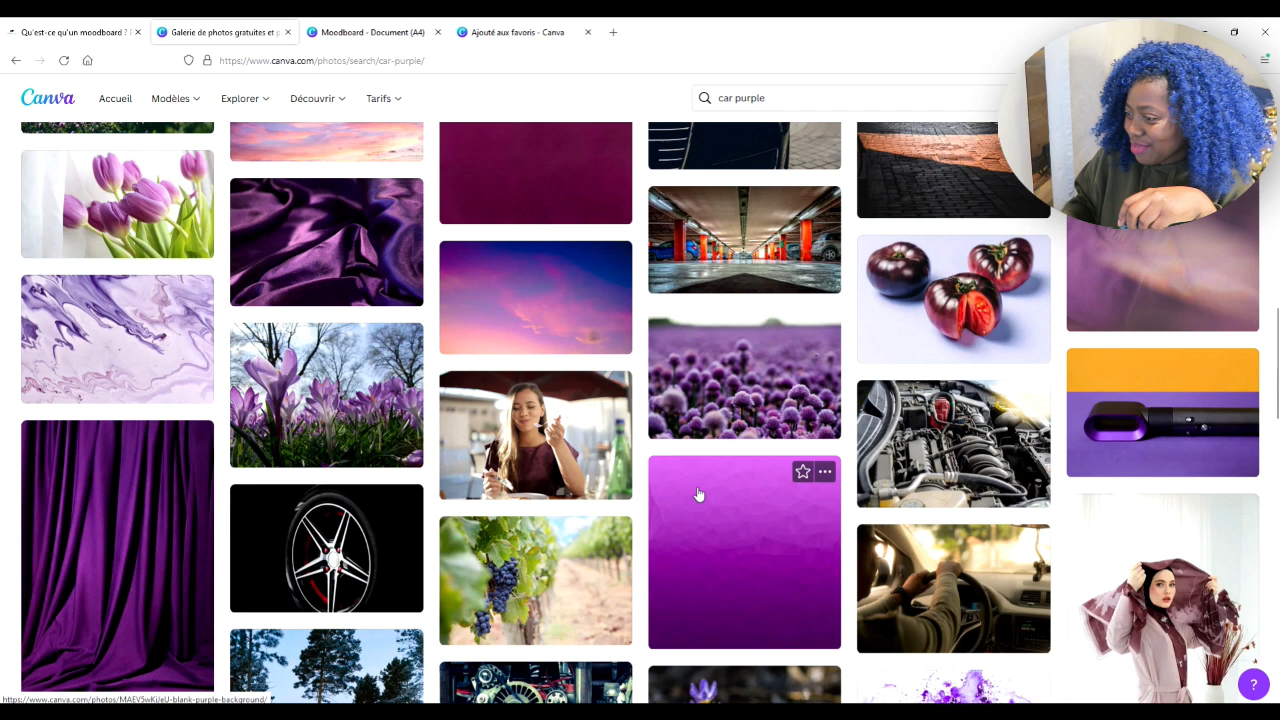 Qu'est-ce qu'un moodboard ?
Galerie de photos gratuites et p
Moodboard - Document (A4)
Ajouté aux favoris - Canva
https://www.canva.com/photos/search/car-purple/
Canva
Accueil
Modèles
Explorer
Découvrir
Tarifs
car purple
https://www.canva.com/photos/MAEV5wKiJeU-blank-purple-background/
?